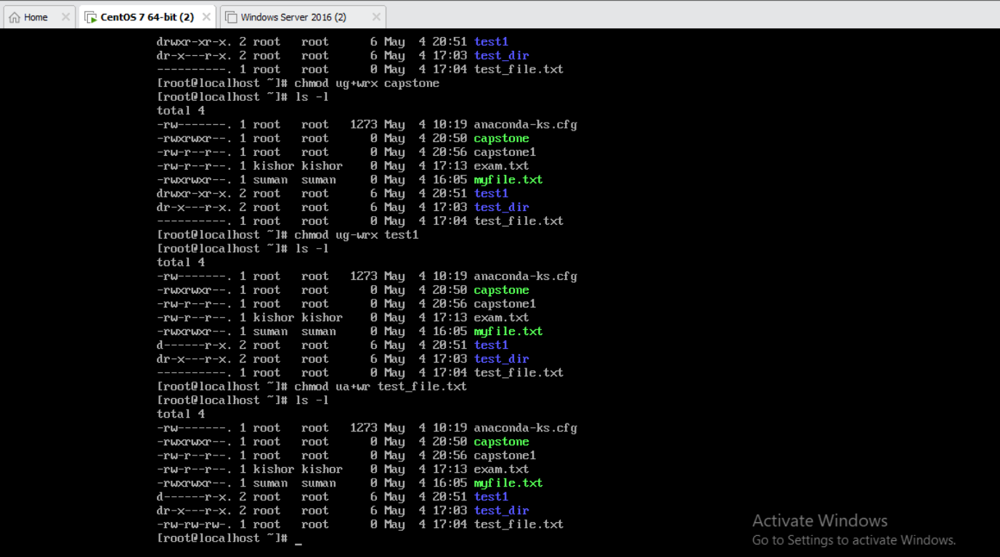 Home
CentOS 7 64-bit (2)
Windows Server 2016 (2)
drwxr-xr-x. 2 root   root      6 May  4 20:51 test1
dr-x---r-x. 2 root   root      6 May  4 17:03 test_dir
----------. 1 root   root      0 May  4 17:04 test_file.txt
[root@localhost ~]# chmod ug+wrx capstone
[root@localhost ~]# ls -l
total 4
-rw-------. 1 root   root   1273 May  4 10:19 anaconda-ks.cfg
-rwxrwxr--. 1 root   root      0 May  4 20:50 capstone
-rw-r--r--. 1 root   root      0 May  4 20:56 capstone1
-rw-r--r--. 1 kishor kishor    0 May  4 17:13 exam.txt
-rwxrwxr--. 1 suman  suman     0 May  4 16:05 myfile.txt
drwxr-xr-x. 2 root   root      6 May  4 20:51 test1
dr-x---r-x. 2 root   root      6 May  4 17:03 test_dir
----------. 1 root   root      0 May  4 17:04 test_file.txt
[root@localhost ~]# chmod ug-wrx test1
[root@localhost ~]# ls -l
total 4
-rw-------. 1 root   root   1273 May  4 10:19 anaconda-ks.cfg
-rwxrwxr--. 1 root   root      0 May  4 20:50 capstone
-rw-r--r--. 1 root   root      0 May  4 20:56 capstone1
-rw-r--r--. 1 kishor kishor    0 May  4 17:13 exam.txt
-rwxrwxr--. 1 suman  suman     0 May  4 16:05 myfile.txt
d------r-x. 2 root   root      6 May  4 20:51 test1
dr-x---r-x. 2 root   root      6 May  4 17:03 test_dir
----------. 1 root   root      0 May  4 17:04 test_file.txt
[root@localhost ~]# chmod ua+wr test_file.txt
[root@localhost ~]# ls -l
total 4
-rw-------. 1 root   root   1273 May  4 10:19 anaconda-ks.cfg
-rwxrwxr--. 1 root   root      0 May  4 20:50 capstone
-rw-r--r--. 1 root   root      0 May  4 20:56 capstone1
-rw-r--r--. 1 kishor kishor    0 May  4 17:13 exam.txt
-rwxrwxr--. 1 suman  suman     0 May  4 16:05 myfile.txt
d------r-x. 2 root   root      6 May  4 20:51 test1
dr-x---r-x. 2 root   root      6 May  4 17:03 test_dir
-rw-rw-rw-. 1 root   root      0 May  4 17:04 test_file.txt
[root@localhost ~]# _
Activate Windows
Go to Settings to activate Windows.